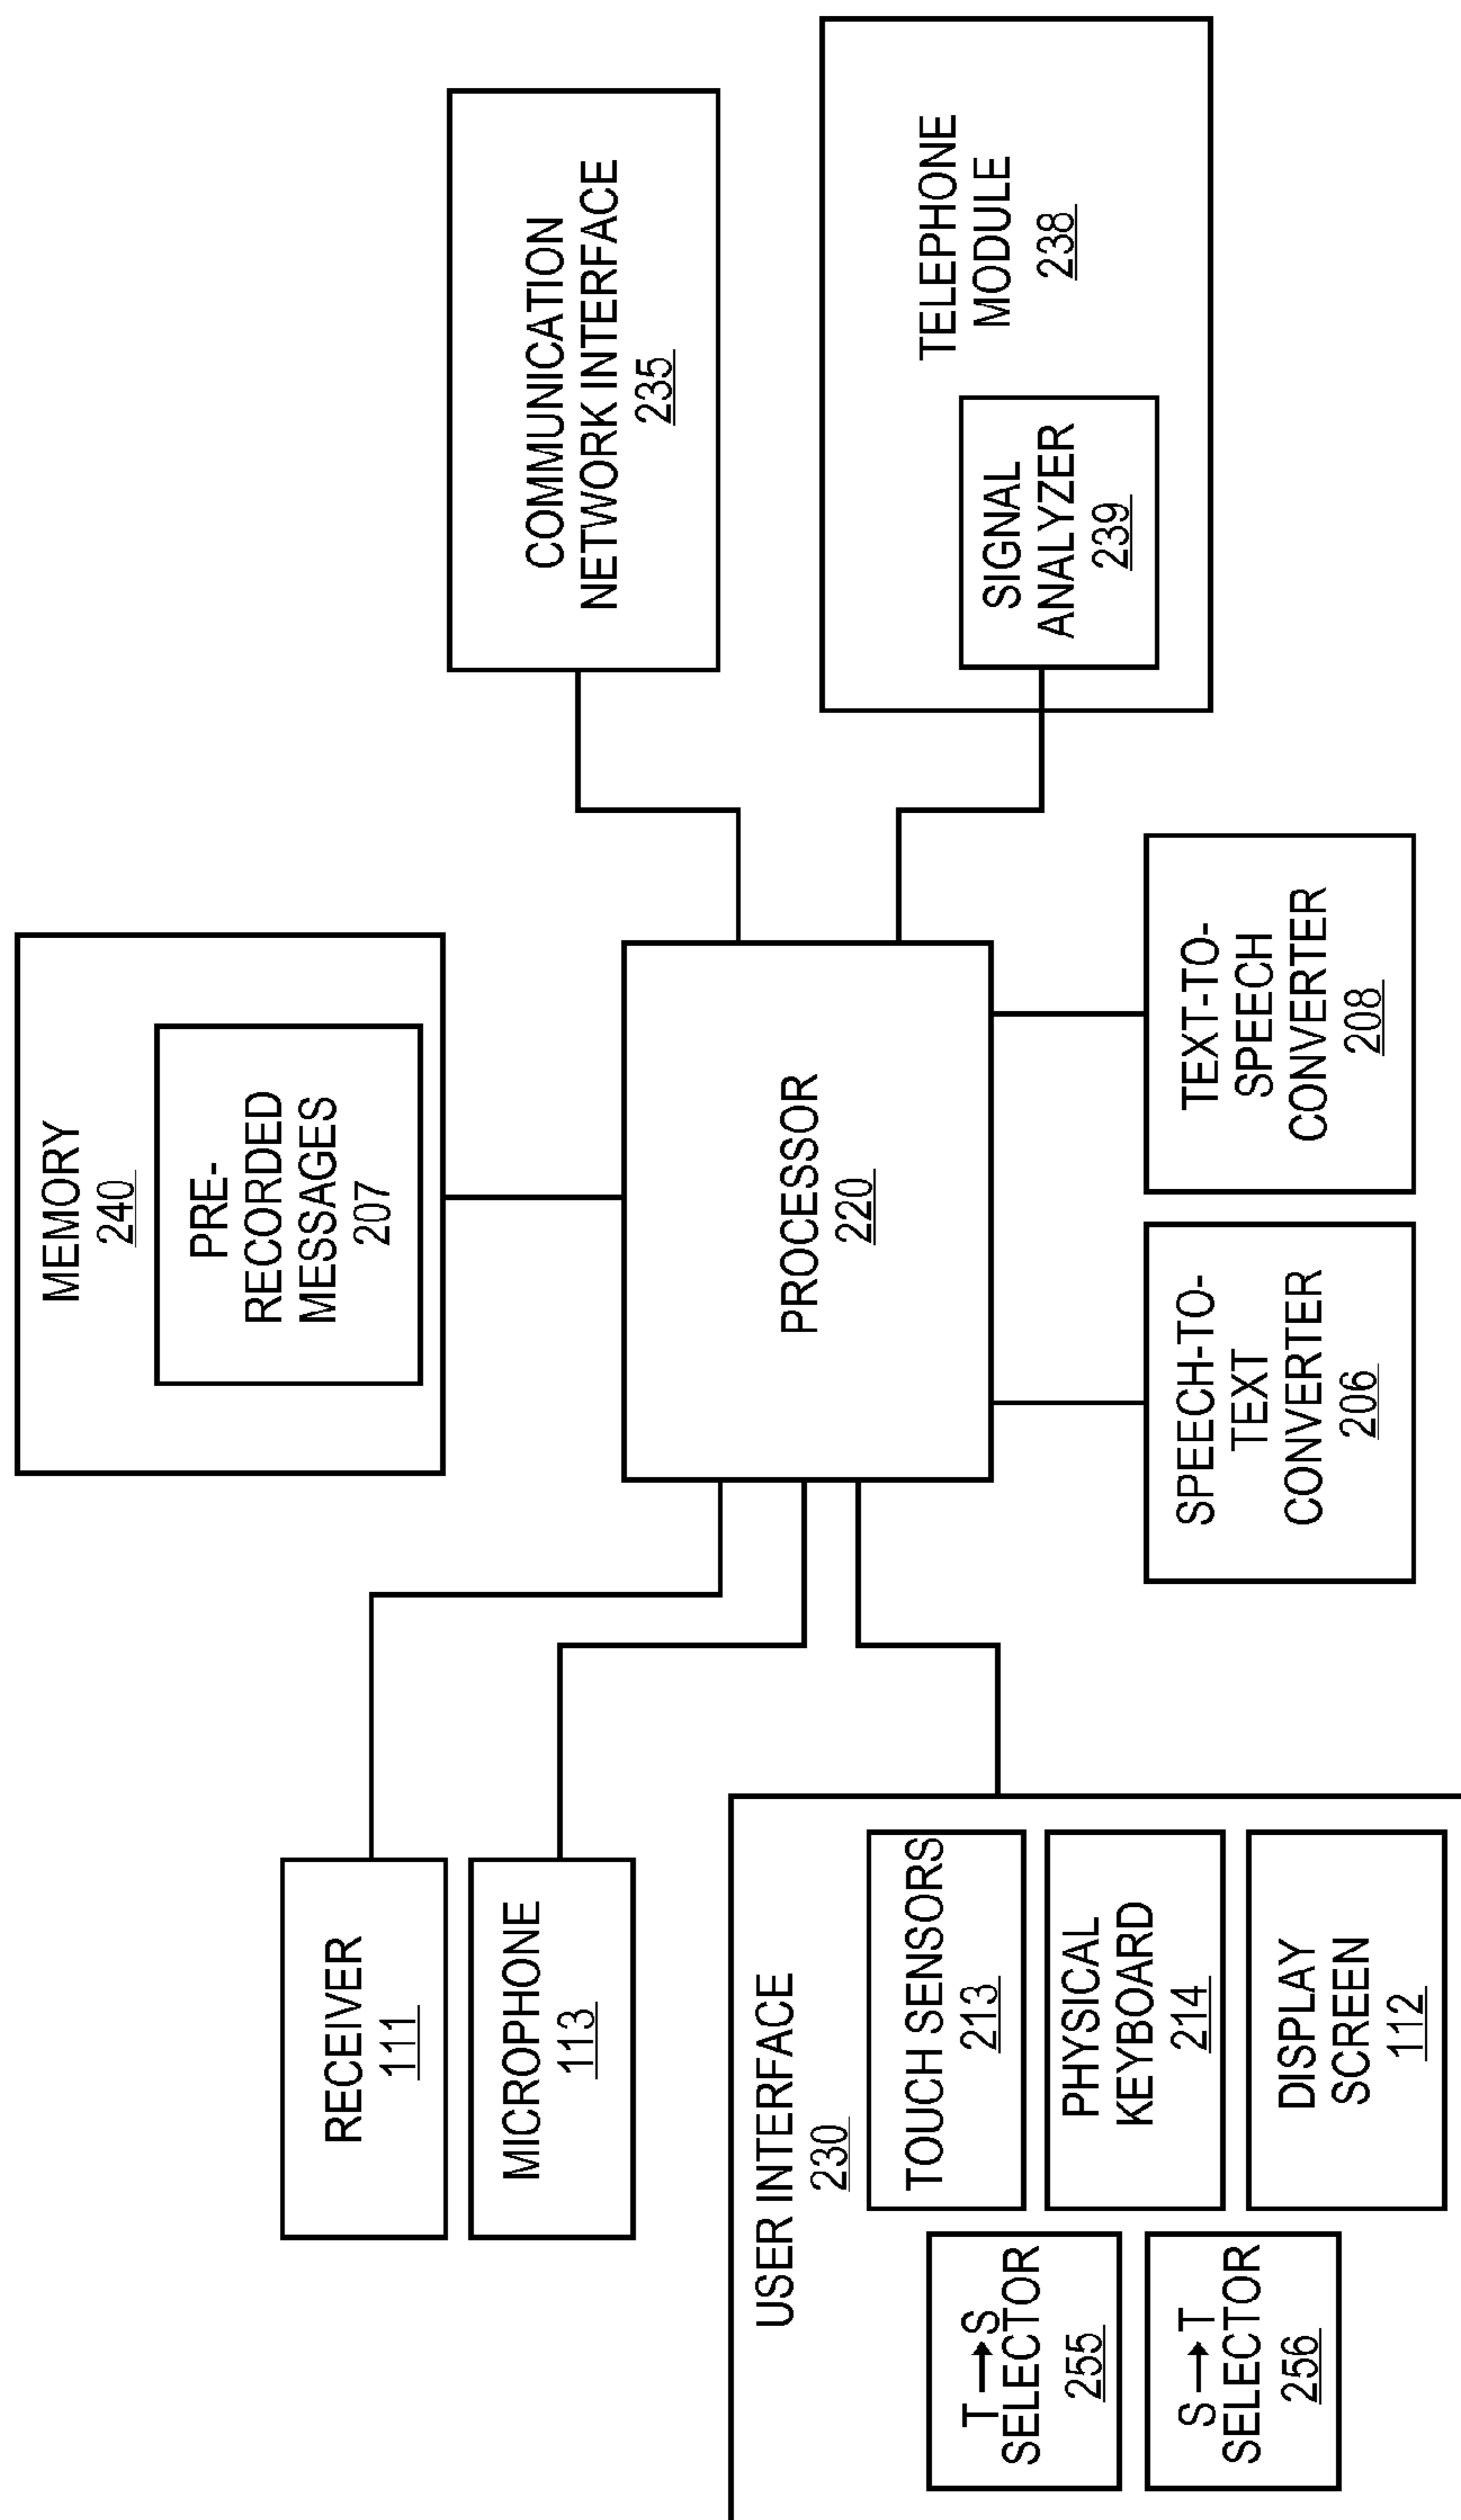 MEMORY
240
PRE-
RECORDED
MESSAGES
207
RECEIVER
111
MICROPHONE
113
COMMUNICATION
NETWORK INTERFACE
235
PROCESSOR
220
USER INTERFACE
230
TOUCH SENSORS
213
PHYSICAL
KEYBOARD
214
DISPLAY
SCREEN
112
T→S
SELECTOR
255
S→T
SELECTOR
256
SPEECH-TO-
TEXT
CONVERTER
206
TEXT-TO-
SPEECH
CONVERTER
208
TELEPHONE
MODULE
238
SIGNAL
ANALYZER
239